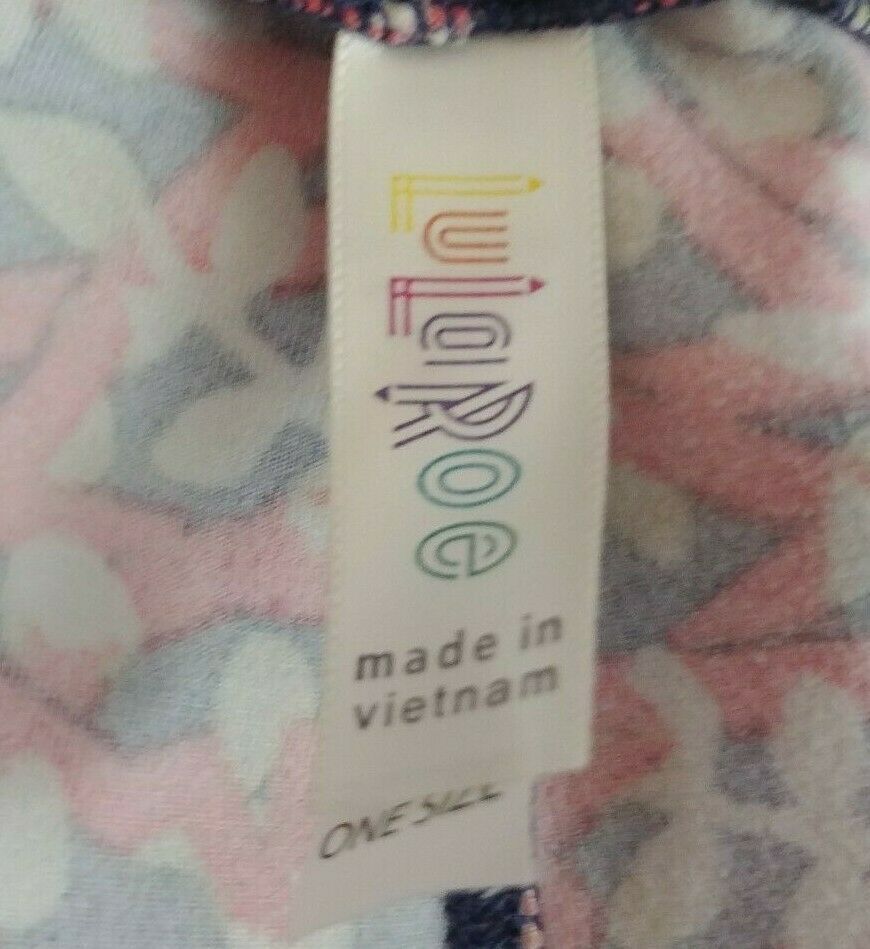 LuLaRoe
made in
vietnam
ONE SIZE